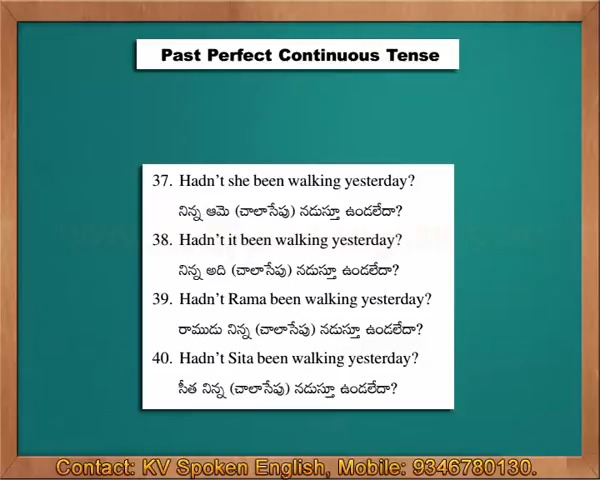 Past Perfect Continuous Tense
37. Hadn't she been walking yesterday?
నిన్న ఆమె (చాలాసేపు) నడుస్తూ ఉండలేదా?
38. Hadn't it been walking yesterday?
నిన్న అది (చాలాసేపు) నడుస్తూ ఉండలేదా?
39. Hadn't Rama been walking yesterday?
రాముడు నిన్న (చాలాసేపు) నడుస్తూ ఉండలేదా?
40. Hadn't Sita been walking yesterday?
సీత నిన్న (చాలాసేపు) నడుస్తూ ఉండలేదా?
Contact: KV Spoken English, Mobile: 9346780130.